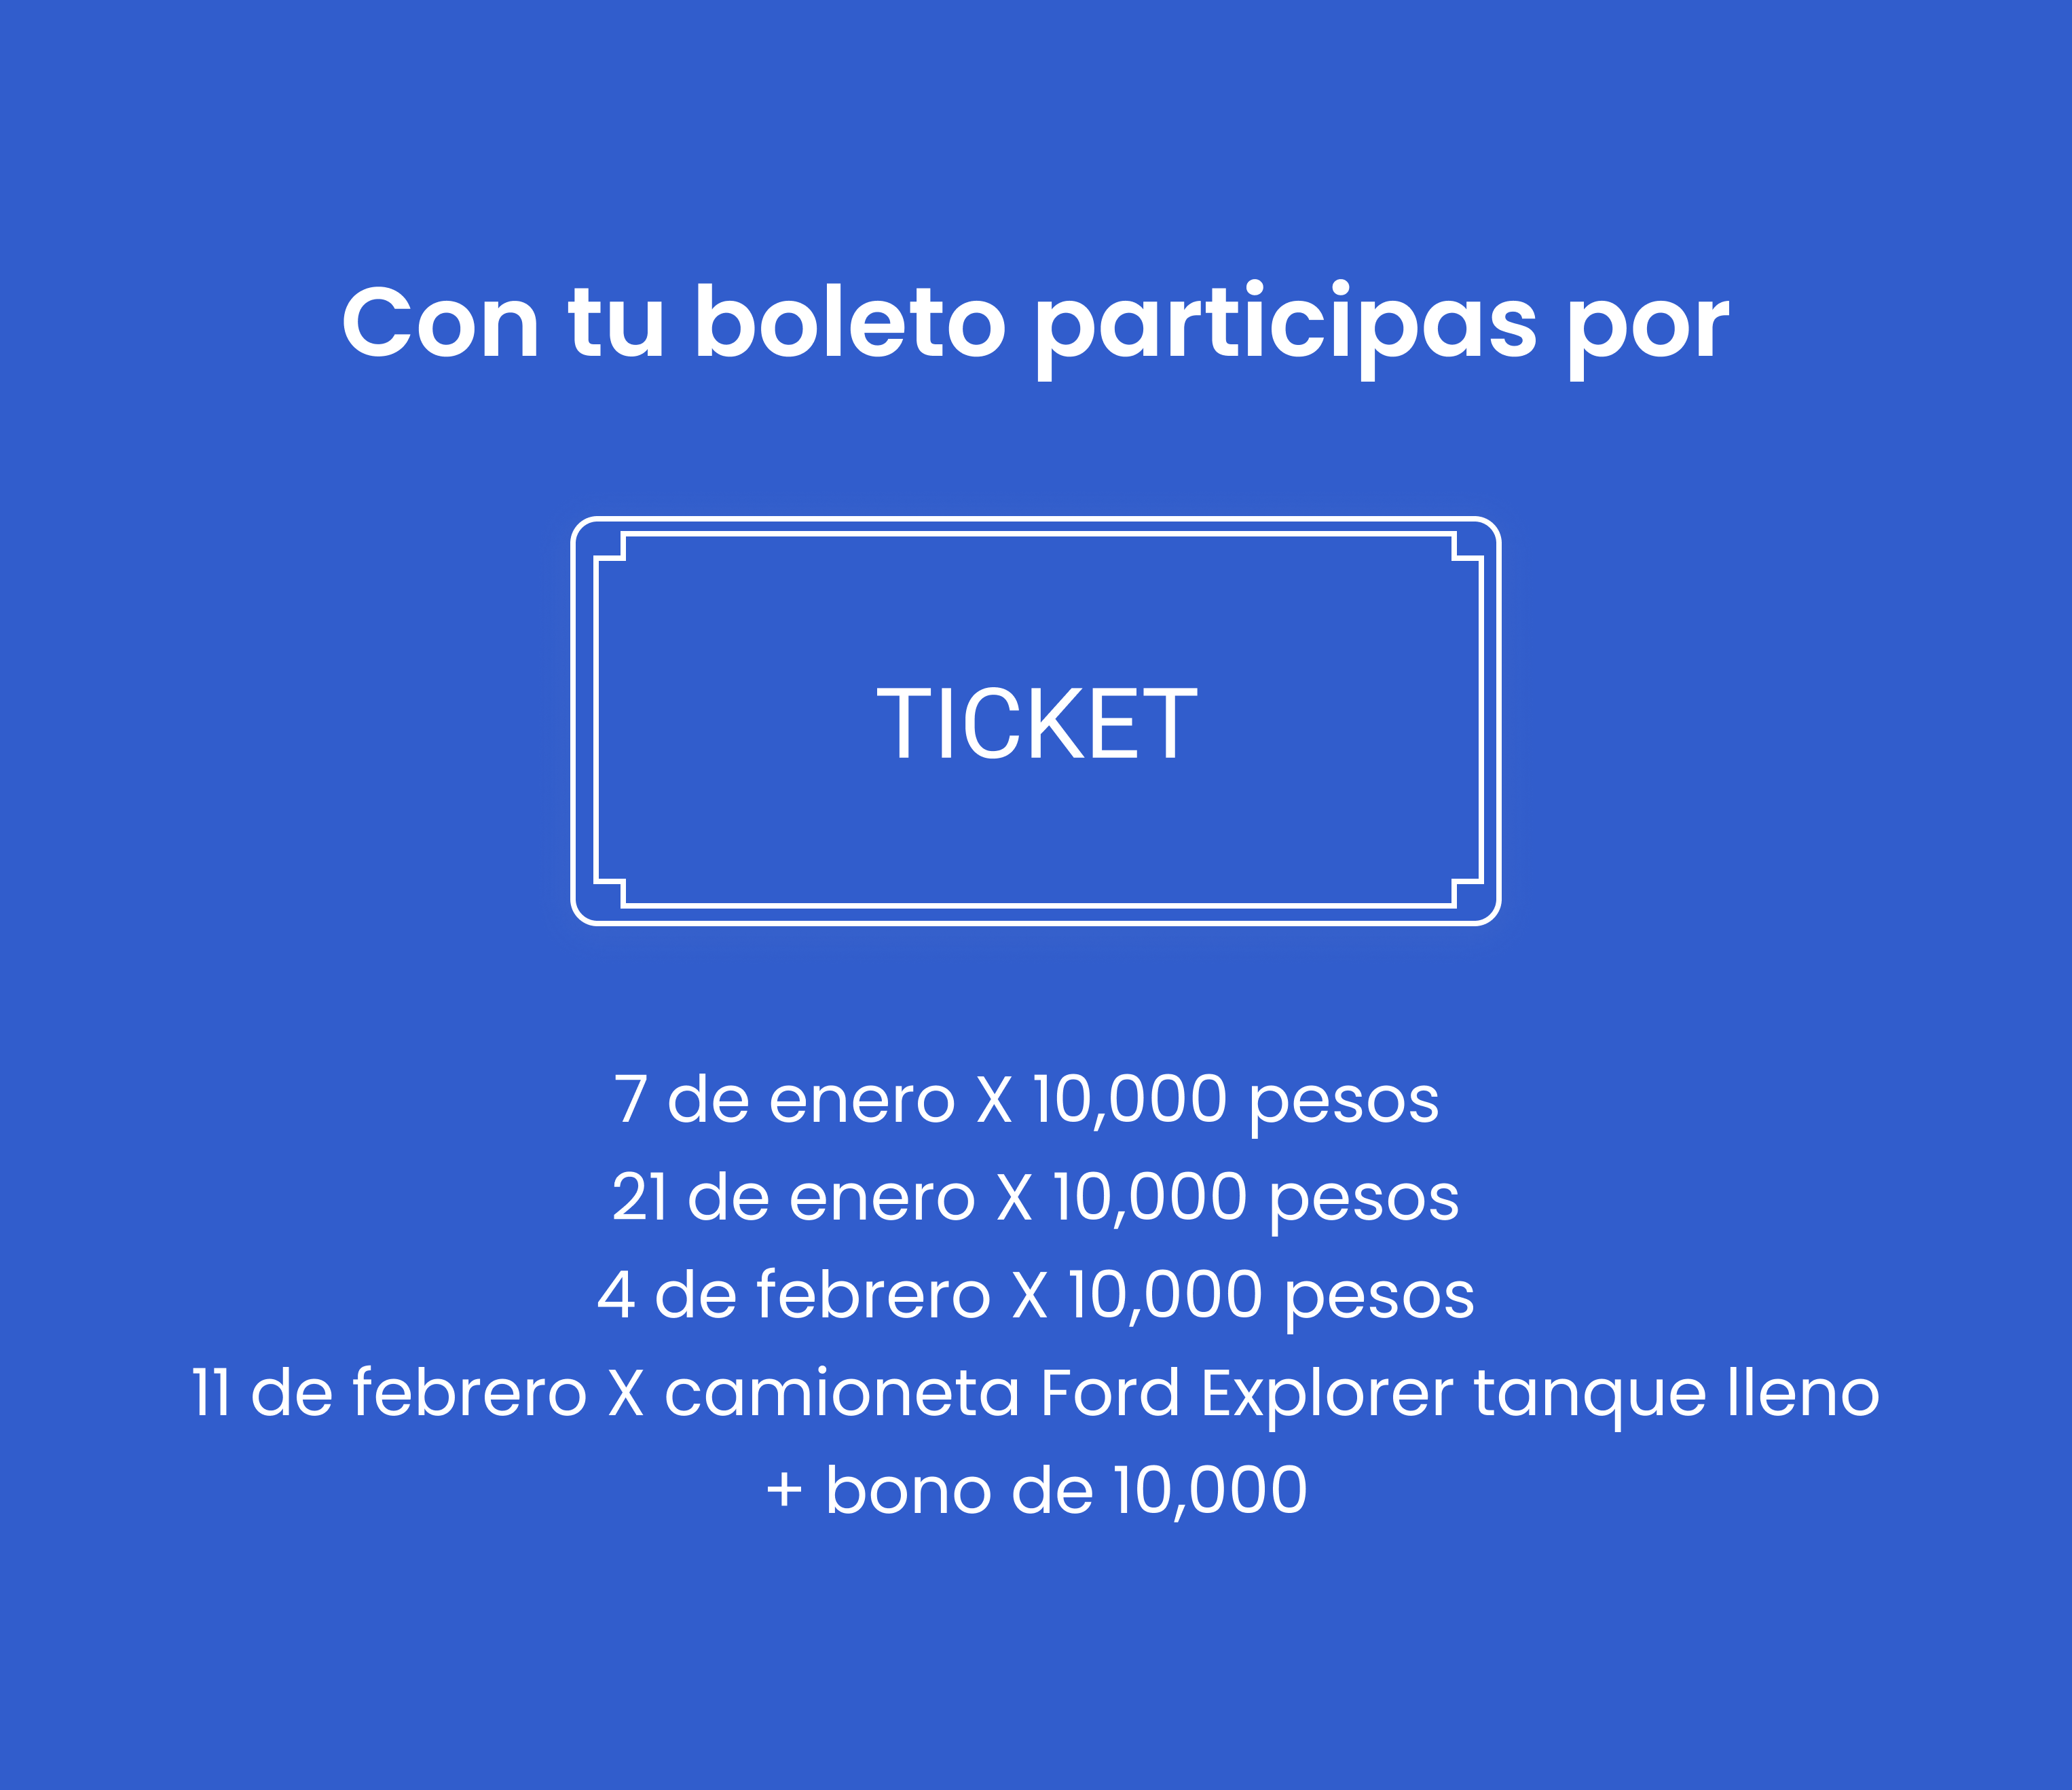 Con tu boleto participas por
TICKET
7 de enero X 10,000 pesos
21 de enero X 10,000 pesos
4 de febrero X 10,000 pesos
11 de febrero X camioneta Ford Explorer tanque lleno
+ bono de 10,000